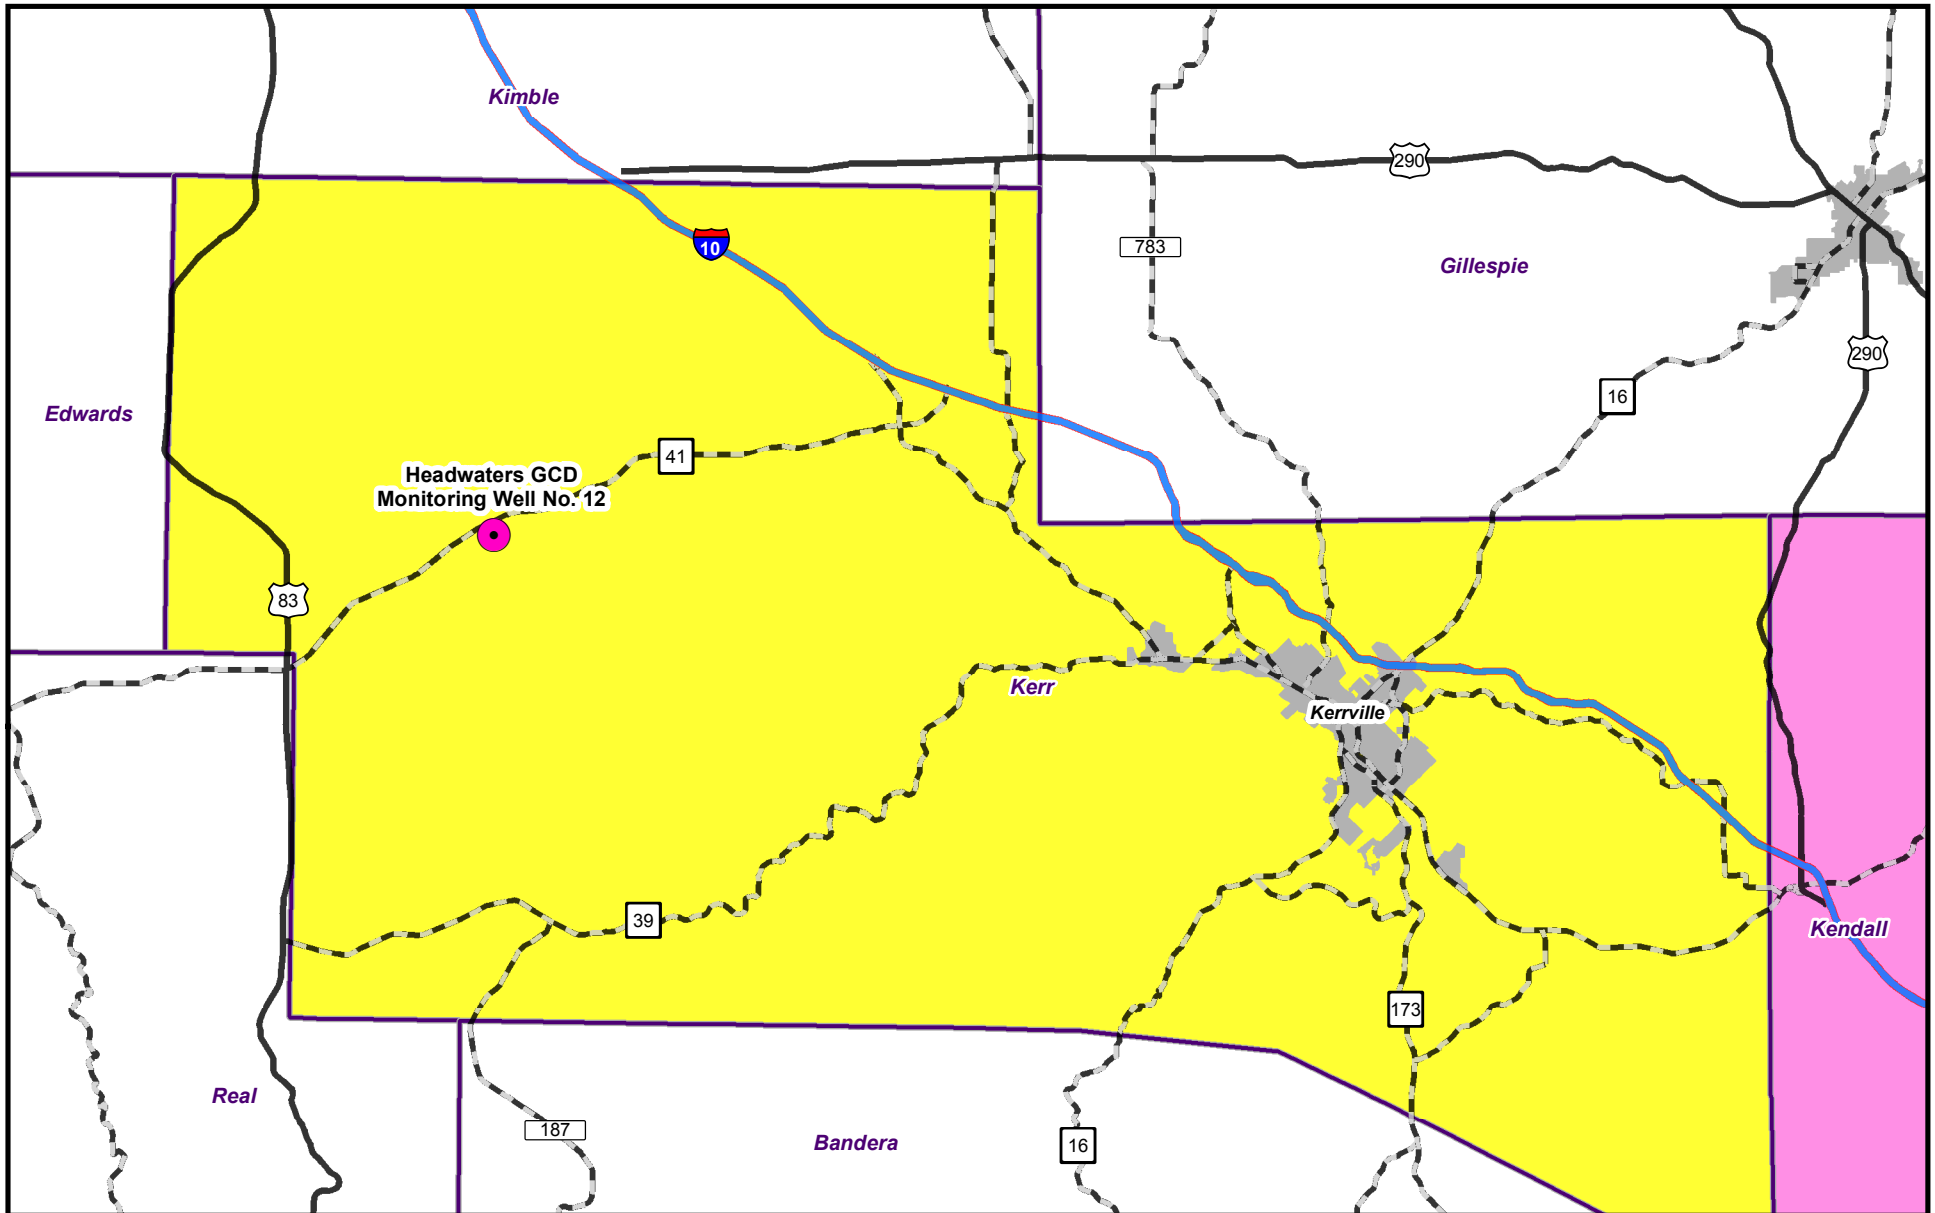 Kimble
290
783
10
Gillespie
290
16
Edwards
41
Headwaters GCD
Monitoring Well No. 12
83
Kerr
Kerrville
39
Kendall
173
Real
187
Bandera
16